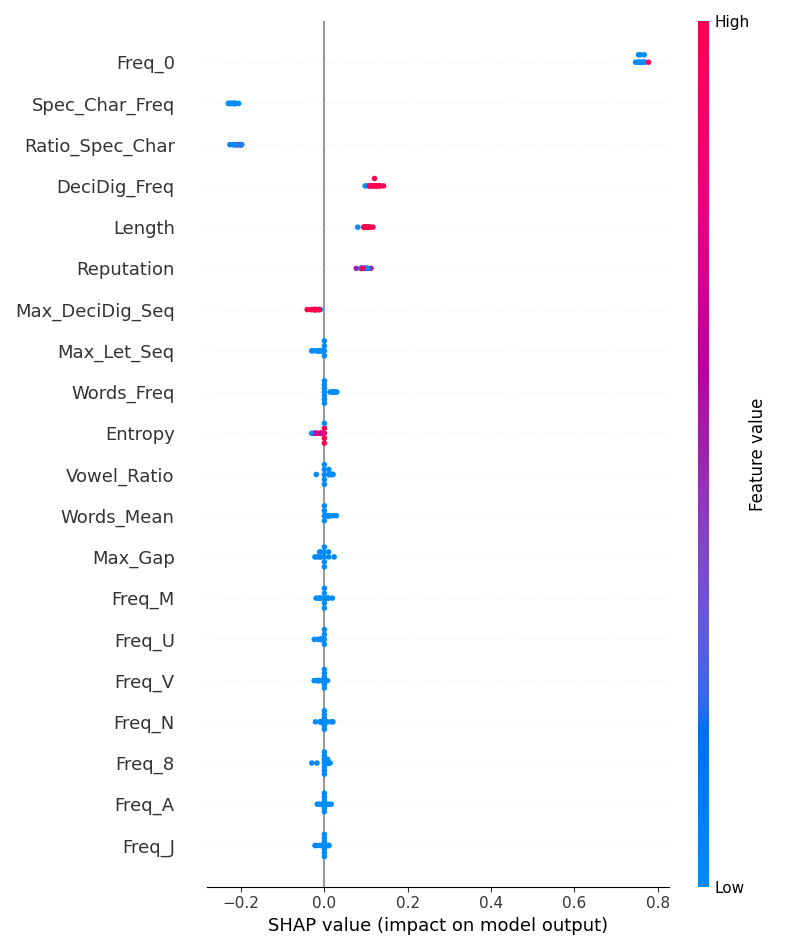 High
Freq_0
Spec_Char_Freq
Ratio_Spec_Char
DeciDig_Freq
Length
Reputation
Max_DeciDig_Seq
Max_Let_Seq
Words_Freq
Entropy
Vowel_Ratio
Words_Mean
Max_Gap
Freq_M
Freq_U
Freq_V
Freq_N
Freq_8
Freq_A
Freq_J
Feature value
Low
−0.2 0.0 0.2 0.4 0.6 0.8
SHAP value (impact on model output)